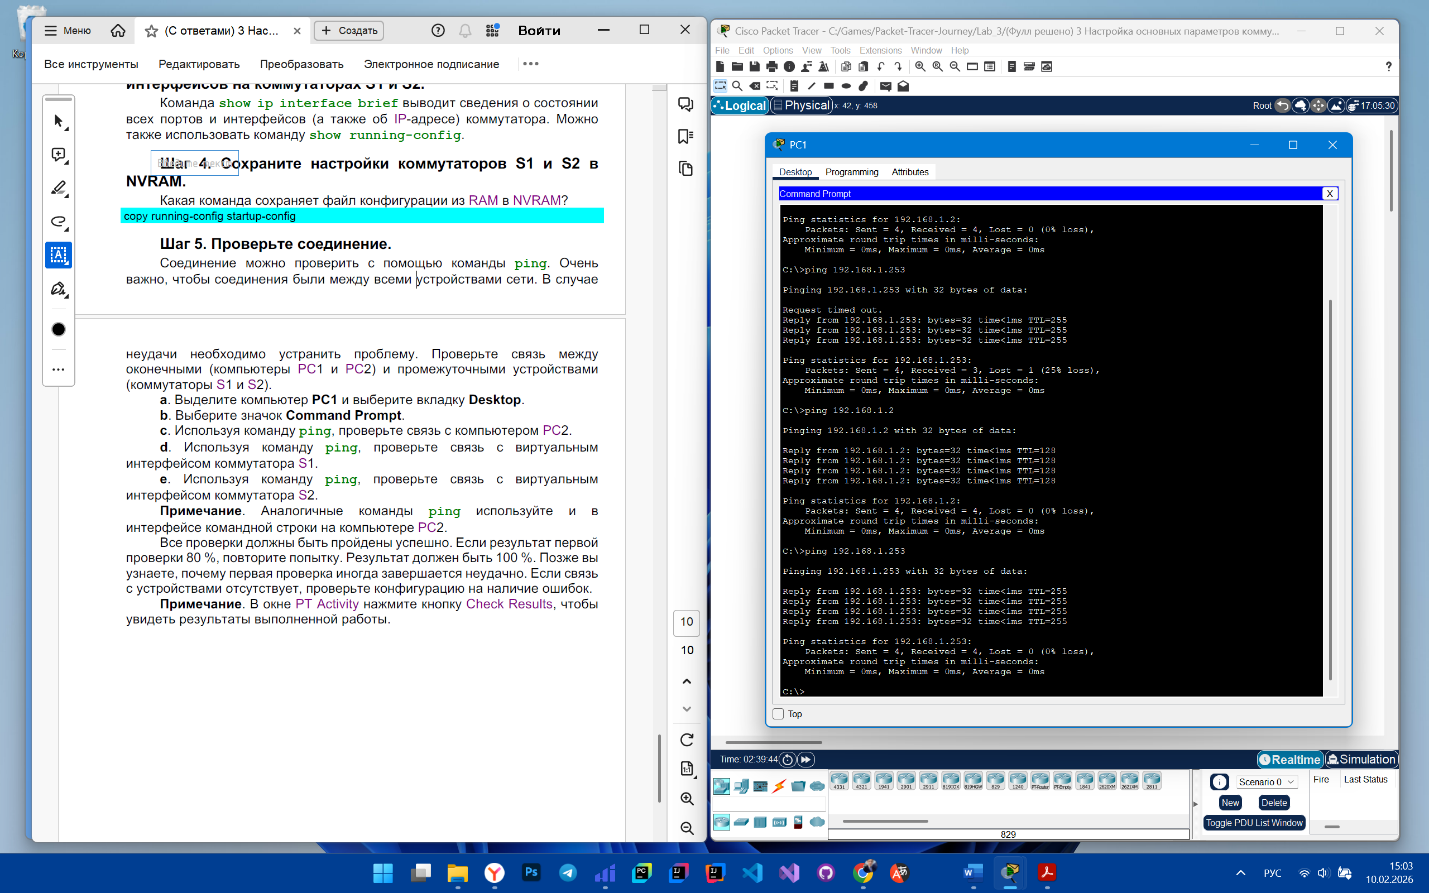 Меню
(С ответами) 3 Нас...
Создать
Войти
Все инструменты
Редактировать
Преобразовать
Электронное подписание
интерфейсов на коммутаторах S1 и S2.
Команда show ip interface brief выводит сведения о состоянии
всех портов и интерфейсов (а также об IP-адресе) коммутатора. Можно
также использовать команду show running-config.
Шаг 4. Сохраните настройки коммутаторов S1 и S2 в
NVRAM.
Какая команда сохраняет файл конфигурации из RAM в NVRAM?
copy running-config startup-config
Шаг 5. Проверьте соединение.
Соединение можно проверить с помощью команды ping. Очень
важно, чтобы соединения были между всеми устройствами сети. В случае
неудачи необходимо устранить проблему. Проверьте связь между
оконечными (компьютеры PC1 и PC2) и промежуточными устройствами
(коммутаторы S1 и S2).
a. Выделите компьютер PC1 и выберите вкладку Desktop.
b. Выберите значок Command Prompt.
c. Используя команду ping, проверьте связь с компьютером PC2.
d. Используя команду ping, проверьте связь с виртуальным
интерфейсом коммутатора S1.
e. Используя команду ping, проверьте связь с виртуальным
интерфейсом коммутатора S2.
Примечание. Аналогичные команды ping используйте и в
интерфейсе командной строки на компьютере PC2.
Все проверки должны быть пройдены успешно. Если результат первой
проверки 80 %, повторите попытку. Результат должен быть 100 %. Позже вы
узнаете, почему первая проверка иногда завершается неудачно. Если связь
с устройствами отсутствует, проверьте конфигурацию на наличие ошибок.
Примечание. В окне PT Activity нажмите кнопку Check Results, чтобы
увидеть результаты выполненной работы.
10
10
Cisco Packet Tracer - C:/Games/Packet-Tracer-Journey/Lab_3/(Фулл решено) 3 Настройка основных параметров комму...
File Edit Options View Tools Extensions Window Help
Logical
Physical
x: 42, y: 458
Root
17:05:30
PC1
Desktop
Programming
Attributes
Command Prompt
X
Ping statistics for 192.168.1.2:
Packets: Sent = 4, Received = 4, Lost = 0 (0% loss),
Approximate round trip times in milli-seconds:
Minimum = 0ms, Maximum = 0ms, Average = 0ms
C:\>ping 192.168.1.253
Pinging 192.168.1.253 with 32 bytes of data:
Request timed out.
Reply from 192.168.1.253: bytes=32 time<1ms TTL=255
Reply from 192.168.1.253: bytes=32 time<1ms TTL=255
Reply from 192.168.1.253: bytes=32 time<1ms TTL=255
Ping statistics for 192.168.1.253:
Packets: Sent = 4, Received = 3, Lost = 1 (25% loss),
Approximate round trip times in milli-seconds:
Minimum = 0ms, Maximum = 0ms, Average = 0ms
C:\>ping 192.168.1.2
Pinging 192.168.1.2 with 32 bytes of data:
Reply from 192.168.1.2: bytes=32 time<1ms TTL=128
Reply from 192.168.1.2: bytes=32 time<1ms TTL=128
Reply from 192.168.1.2: bytes=32 time<1ms TTL=128
Reply from 192.168.1.2: bytes=32 time<1ms TTL=128
Ping statistics for 192.168.1.2:
Packets: Sent = 4, Received = 4, Lost = 0 (0% loss),
Approximate round trip times in milli-seconds:
Minimum = 0ms, Maximum = 0ms, Average = 0ms
C:\>ping 192.168.1.253
Pinging 192.168.1.253 with 32 bytes of data:
Reply from 192.168.1.253: bytes=32 time<1ms TTL=255
Reply from 192.168.1.253: bytes=32 time<1ms TTL=255
Reply from 192.168.1.253: bytes=32 time<1ms TTL=255
Reply from 192.168.1.253: bytes=32 time<1ms TTL=255
Ping statistics for 192.168.1.253:
Packets: Sent = 4, Received = 4, Lost = 0 (0% loss),
Approximate round trip times in milli-seconds:
Minimum = 0ms, Maximum = 0ms, Average = 0ms
C:\>
Top
Time: 02:39:44
Realtime
Simulation
4331 4321 1941 2901 2911 819IOX 819HGW 829 1240 PT-Router PT-Empty 1841 2620XM 2621XM 2811
829
Scenario 0
New
Delete
Toggle PDU List Window
Fire
Last Status
РУС
15:03
10.02.2026